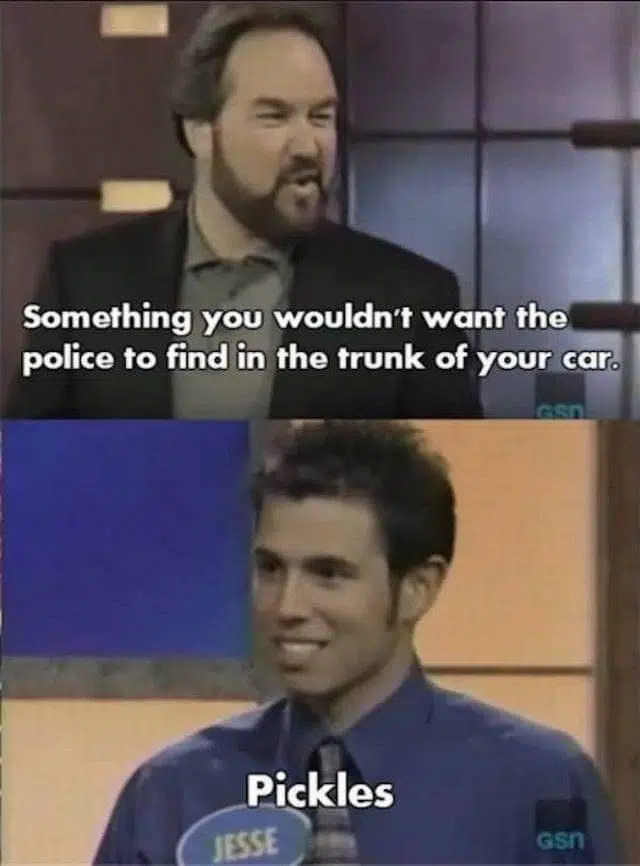 Something you wouldn't want the
police to find in the trunk of your car.
GSN
Pickles
JESSE
GSN